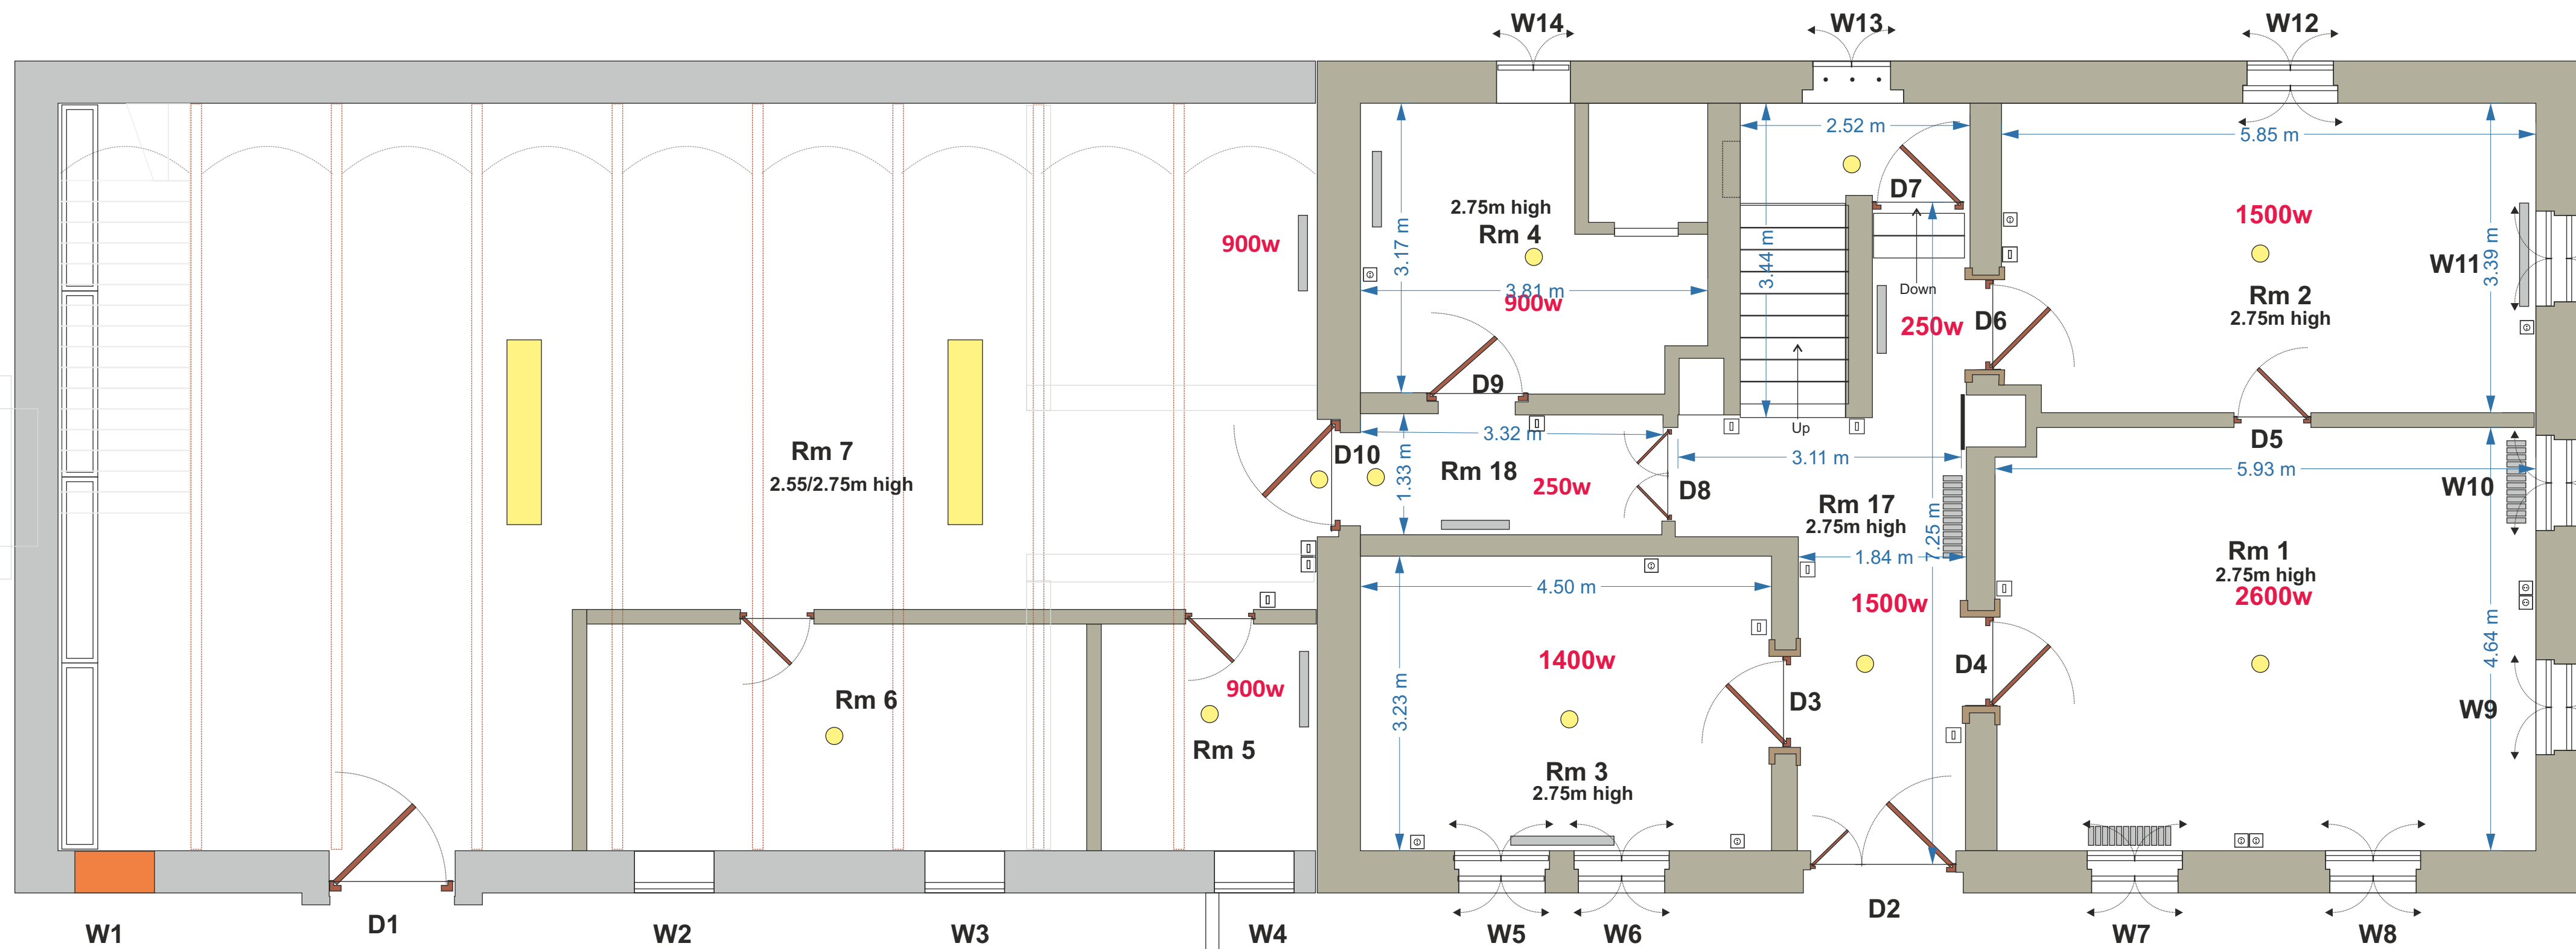 W14
W13
W12
2.52 m
5.85 m
D7
2.75m high
Rm 4
1500w
900w
3.17 m
3.44 m
3.39 m
W11
3.81 m
900w
Down
250w
D6
Rm 2
2.75m high
D9
Up
3.32 m
D10
D5
Rm 7
2.55/2.75m high
1.33 m
Rm 18
250w
3.11 m
D8
5.93 m
W10
Rm 17
2.75m high
7.25 m
1.84 m
Rm 1
2.75m high
2600w
4.50 m
1500w
4.64 m
1400w
D4
900w
Rm 6
3.23 m
D3
W9
Rm 5
Rm 3
2.75m high
W1
D1
W2
W3
W4
W5
W6
D2
W7
W8